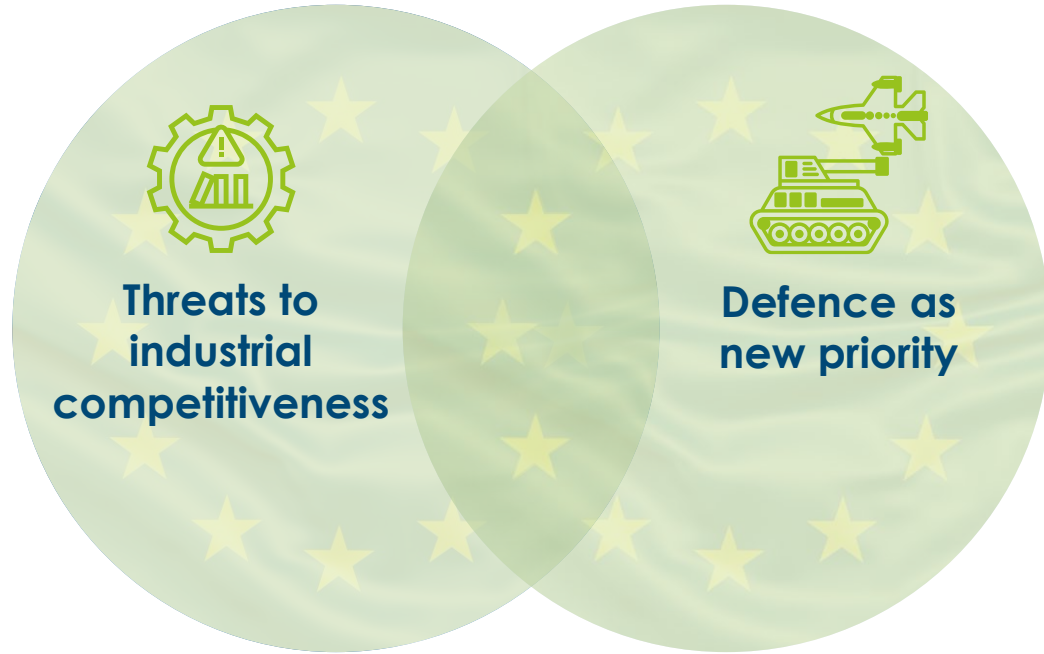 Threats to
industrial
competitiveness
Defence as
new priority